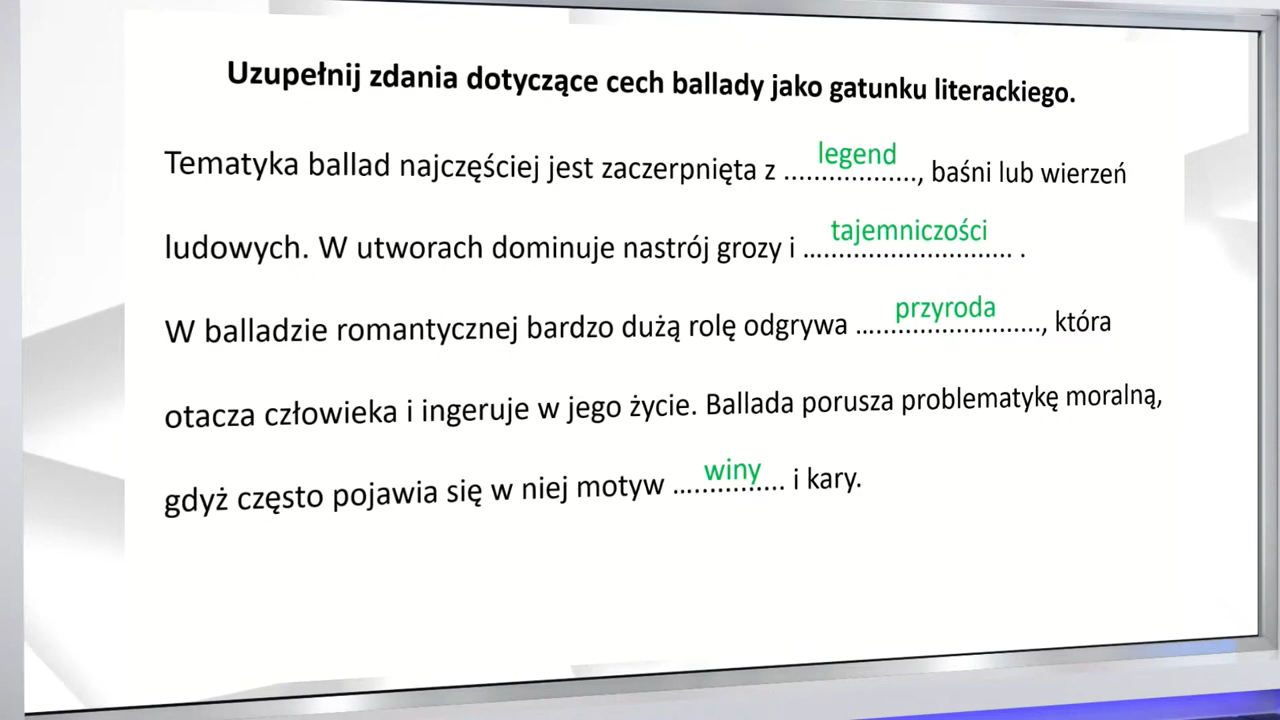 Uzupełnij zdania dotyczące cech ballady jako gatunku literackiego.
Tematyka ballad najczęściej jest zaczerpnięta z ...legend..., baśni lub wierzeń
ludowych. W utworach dominuje nastrój grozy i ...tajemniczości... .
W balladzie romantycznej bardzo dużą rolę odgrywa ...przyroda..., która
otacza człowieka i ingeruje w jego życie. Ballada porusza problematykę moralną,
gdyż często pojawia się w niej motyw ...winy... i kary.